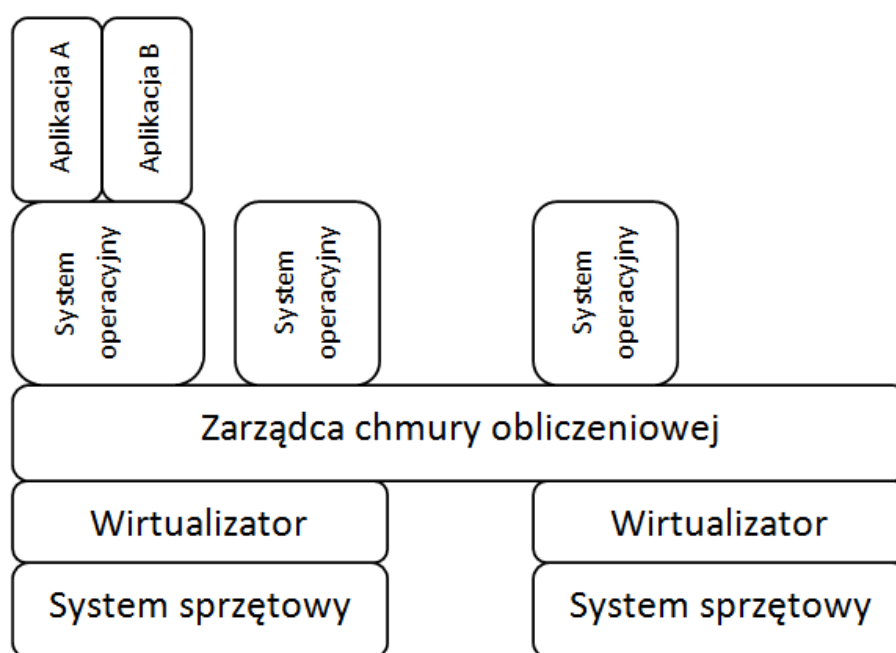 Aplikacja A
Aplikacja B
System
operacyjny
System
operacyjny
System
operacyjny
Zarządca chmury obliczeniowej
Wirtualizator
Wirtualizator
System sprzętowy
System sprzętowy